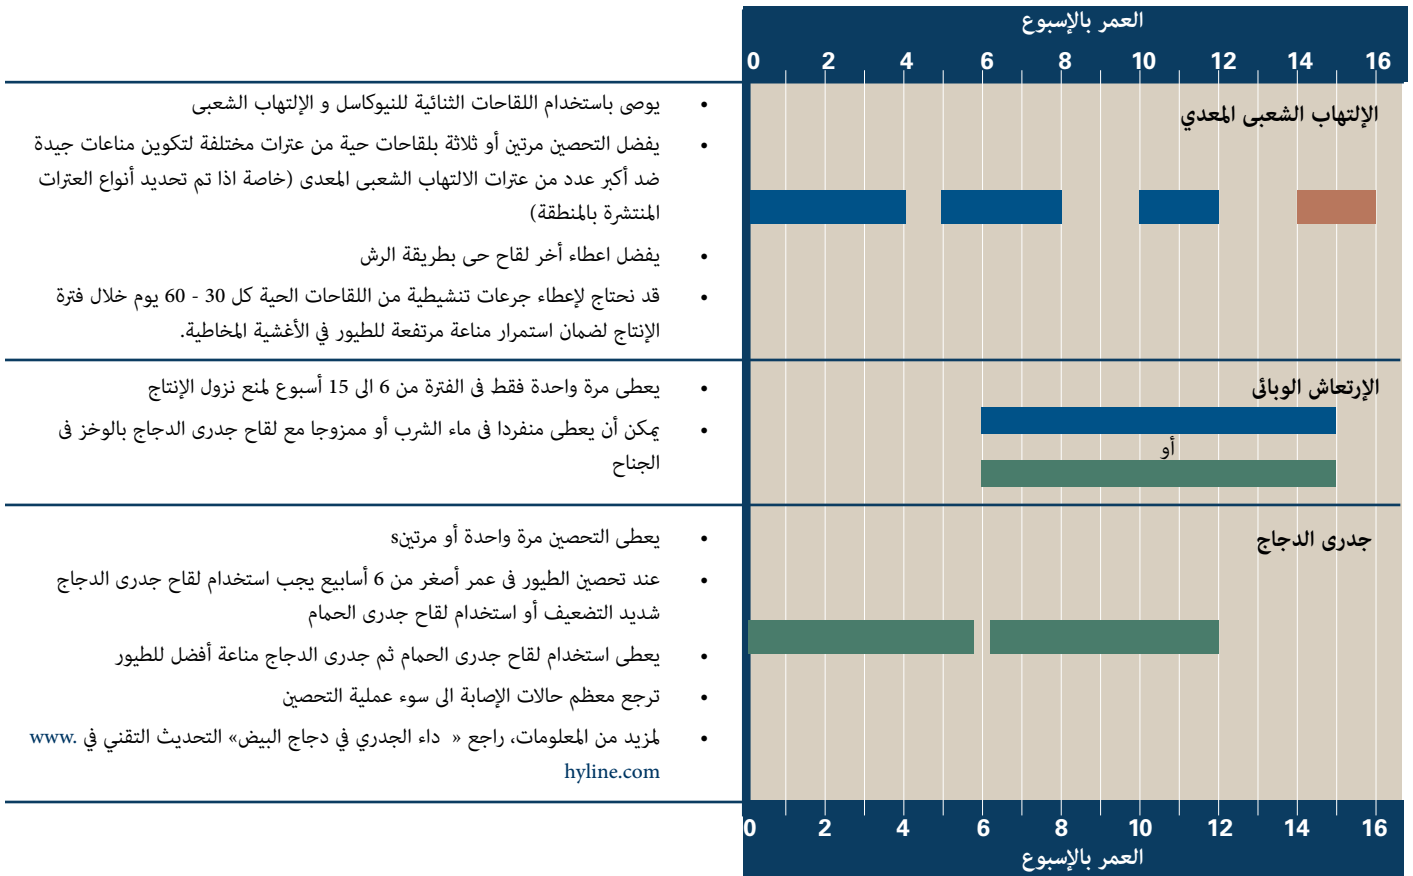 العمر بالإسبوع
0 2 4 6 8 10 12 14 16
الإلتهاب الشعبى المعدي
• يوصى باستخدام اللقاحات الثنائية للنيوكاسل و الإلتهاب الشعبى
• يفضل التحصين مرتين أو ثلاثة بلقاحات حية من عترات مختلفة لتكوين مناعات جيدة
ضد أكبر عدد من عترات الالتهاب الشعبى المعدى (خاصة اذا تم تحديد أنواع العترات
المنتشرة بالمنطقة)
• يفضل اعطاء أخر لقاح حى بطريقة الرش
• قد نحتاج لإعطاء جرعات تنشيطية من اللقاحات الحية كل 30 - 60 يوم خلال فترة
الإنتاج لضمان استمرار مناعة مرتفعة للطيور في الأغشية المخاطية.
الإرتعاش الوبائى
أو
• يعطى مرة واحدة فقط فى الفترة من 6 الى 15 أسبوع لمنع نزول الإنتاج
• يمكن أن يعطى منفردا فى ماء الشرب أو ممزوجا مع لقاح جدرى الدجاج بالوخز فى
الجناح
جدرى الدجاج
• يعطى التحصين مرة واحدة أو مرتينs
• عند تحصين الطيور فى عمر أصغر من 6 أسابيع يجب استخدام لقاح جدرى الدجاج
شديد التضعيف أو استخدام لقاح جدرى الحمام
• يعطى استخدام لقاح جدرى الحمام ثم جدرى الدجاج مناعة أفضل للطيور
• ترجع معظم حالات الإصابة الى سوء عملية التحصين
• لمزيد من المعلومات، راجع « داء الجدري في دجاج البيض» التحديث التقني في www.
hyline.com
0 2 4 6 8 10 12 14 16
العمر بالإسبوع